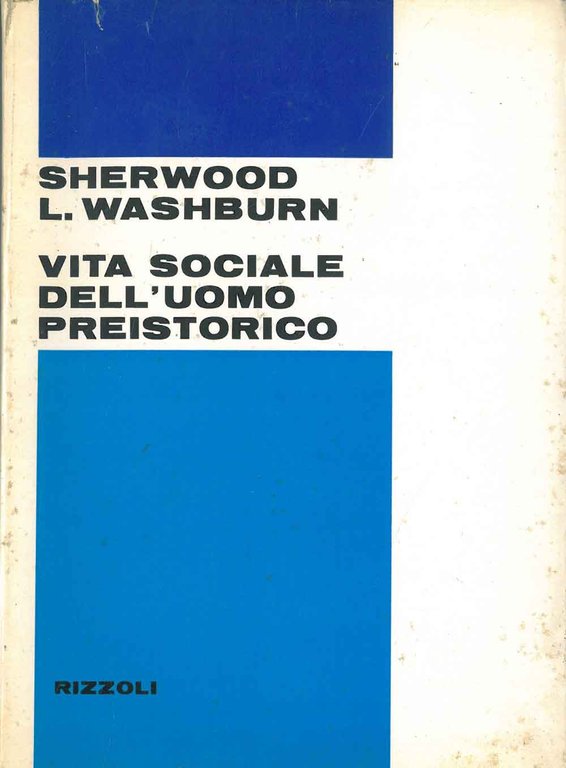 SHERWOOD
L. WASHBURN
VITA SOCIALE
DELL'UOMO
PREISTORICO
RIZZOLI